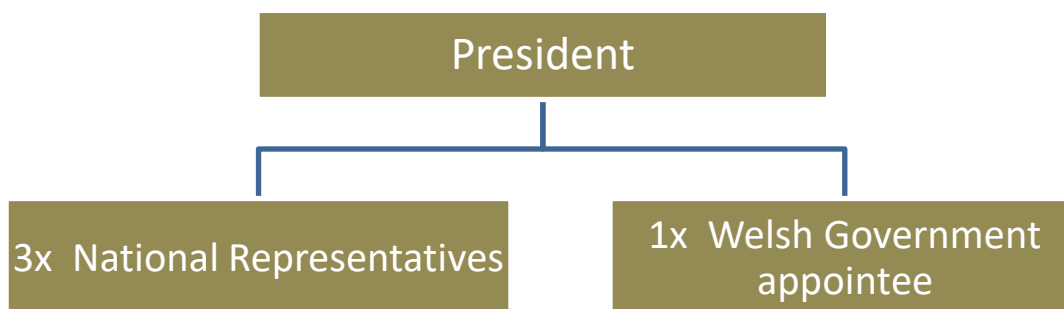 President
3x  National Representatives
1x  Welsh Government
appointee